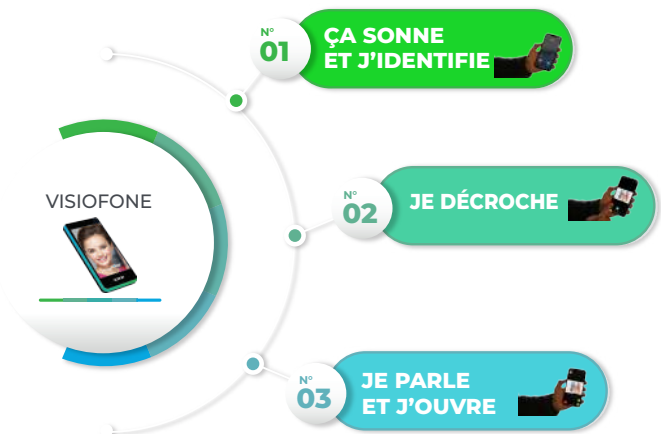 N°
01
ÇA SONNE
ET J'IDENTIFIE
VISIOFONE
N°
02
JE DÉCROCHE
N°
03
JE PARLE
ET J'OUVRE